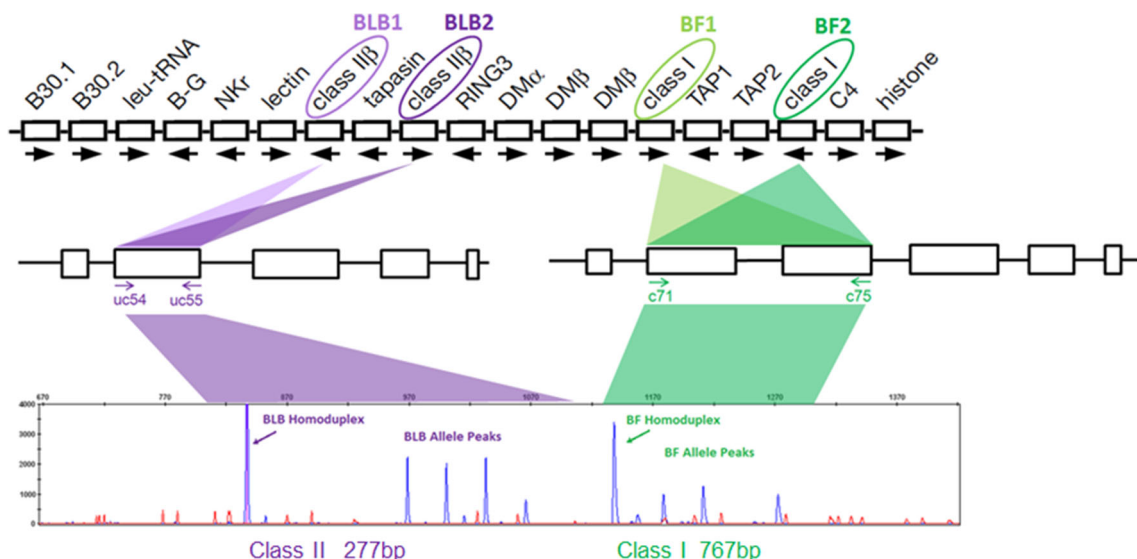 BLB1 BLB2 BF1 BF2
B30.1 B30.2 leu-tRNA B-G NKr lectin class IIβ tapasin class IIβ RING3 DMα DMβ DMβ class I TAP1 TAP2 class I C4 histone
uc54 uc55 c71 c75
670 770 870 970 1070 1170 1270 1370
4000
BLB Homoduplex BF Homoduplex
3000
BLB Allele Peaks BF Allele Peaks
2000
1000
0
Class II 277bp Class I 767bp